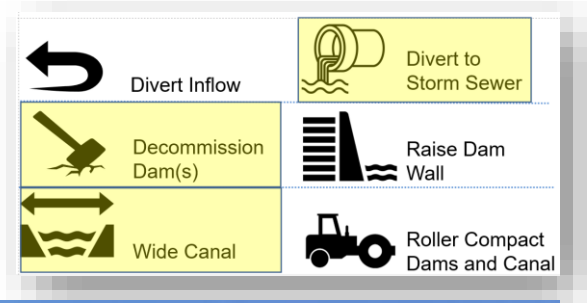 Divert Inflow
Divert to
Storm Sewer
Decommission
Dam(s)
Raise Dam
Wall
Wide Canal
Roller Compact
Dams and Canal